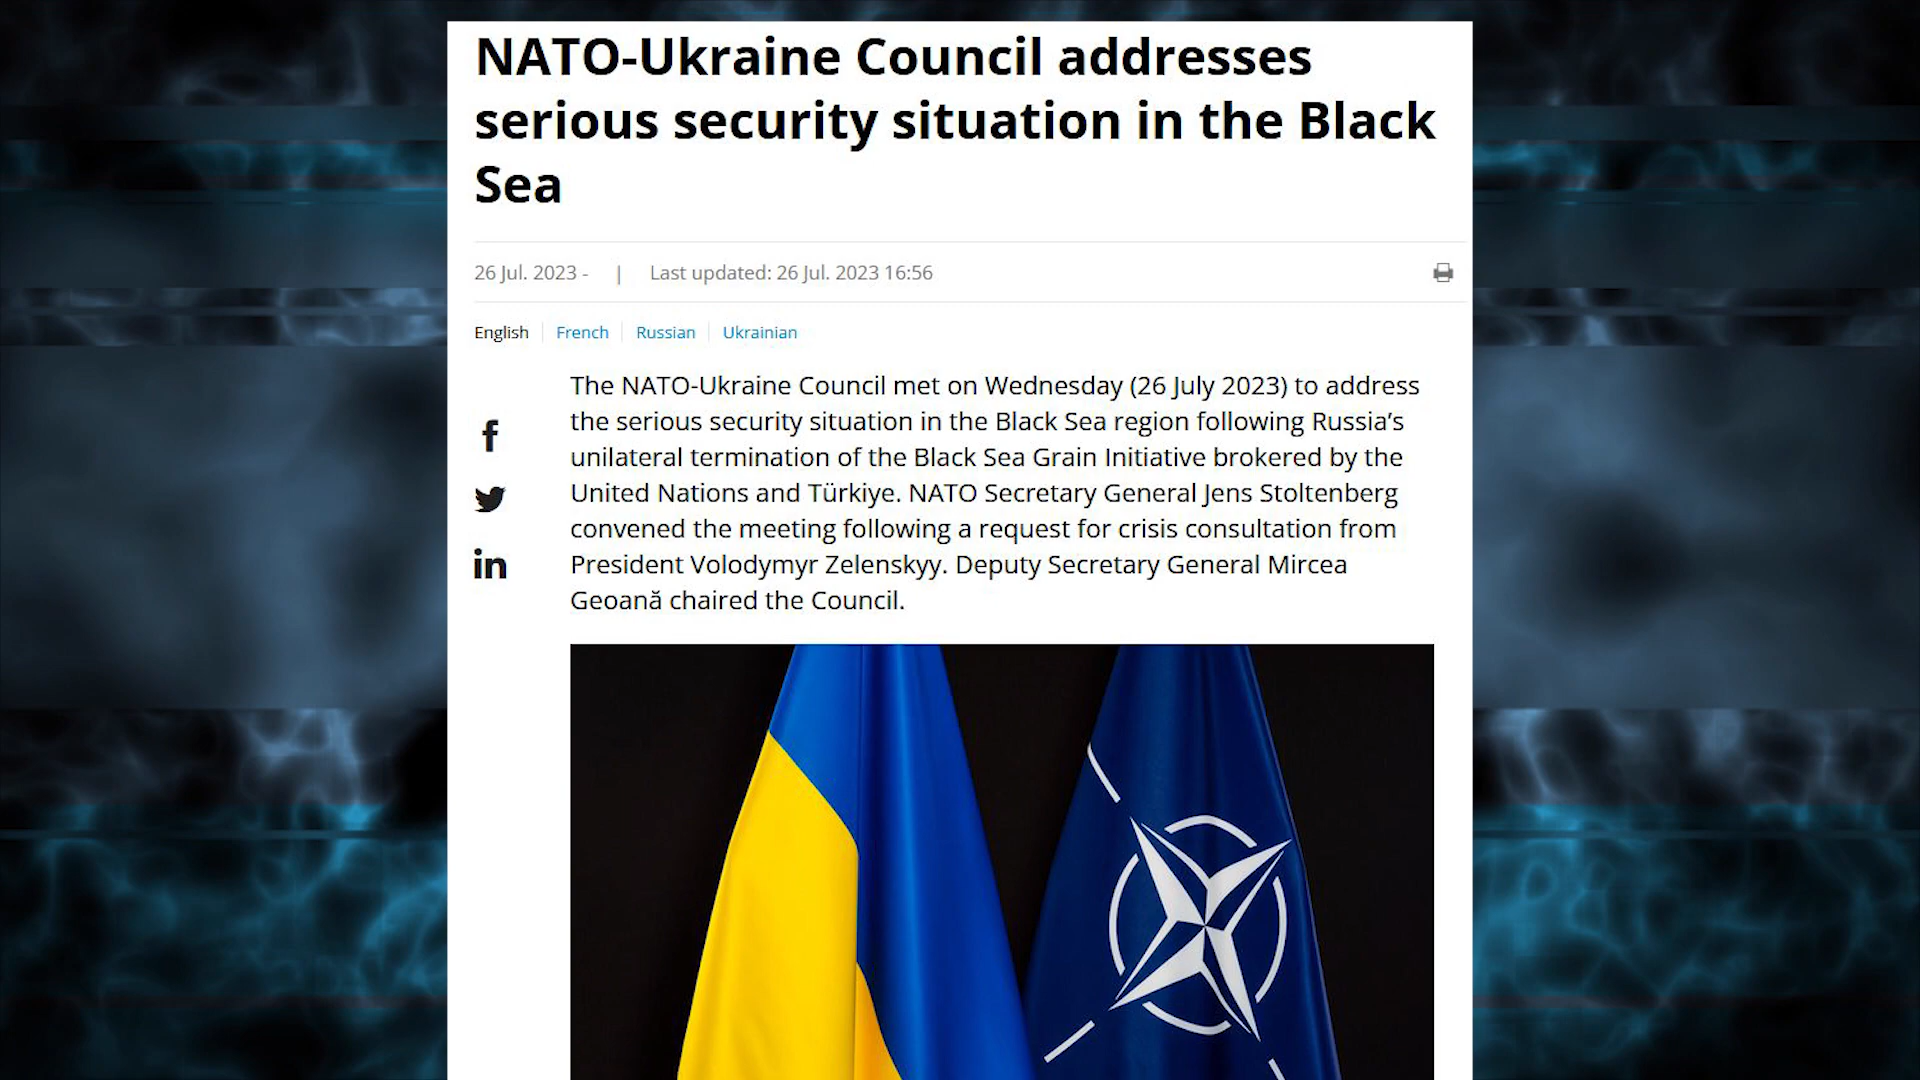 NATO-Ukraine Council addresses
serious security situation in the Black
Sea
26 Jul. 2023 - | Last updated: 26 Jul. 2023 16:56
English French Russian Ukrainian
The NATO-Ukraine Council met on Wednesday (26 July 2023) to address
the serious security situation in the Black Sea region following Russia’s
unilateral termination of the Black Sea Grain Initiative brokered by the
United Nations and Türkiye. NATO Secretary General Jens Stoltenberg
convened the meeting following a request for crisis consultation from
President Volodymyr Zelenskyy. Deputy Secretary General Mircea
Geoană chaired the Council.